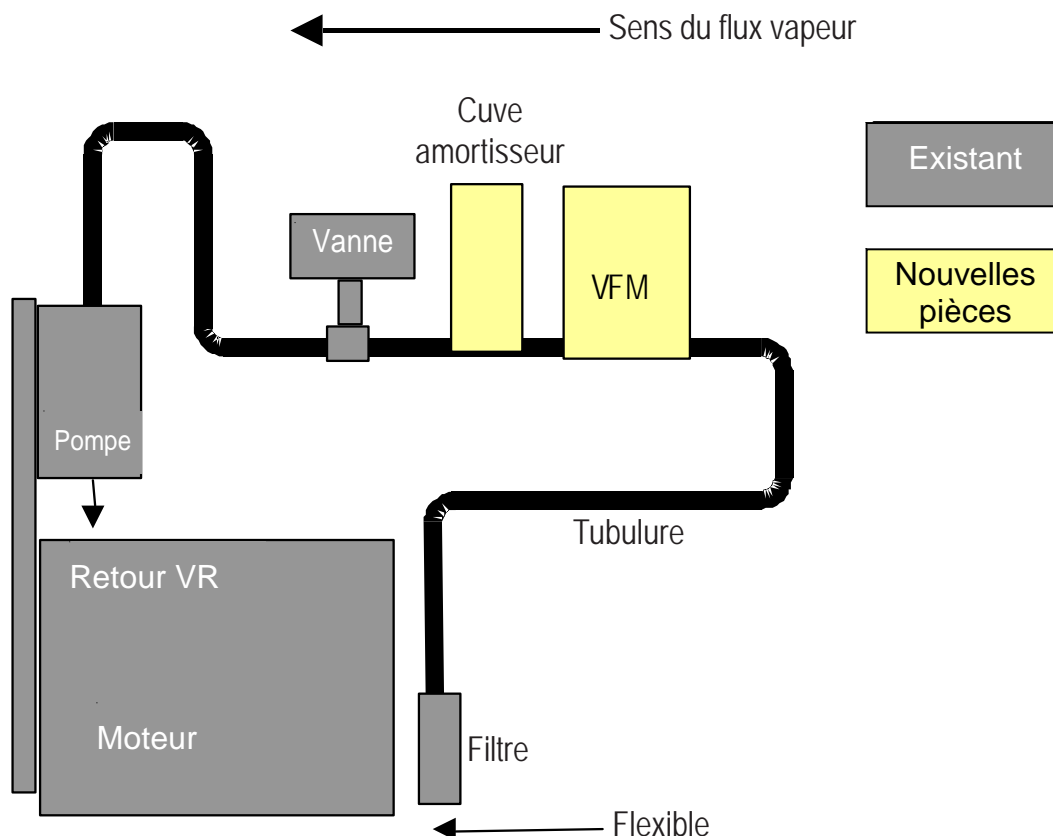 Sens du flux vapeur
Cuve
amortisseur
Existant
Vanne
VFM
Nouvelles
pièces
Pompe
Tubulure
Retour VR
Moteur
Filtre
Flexible